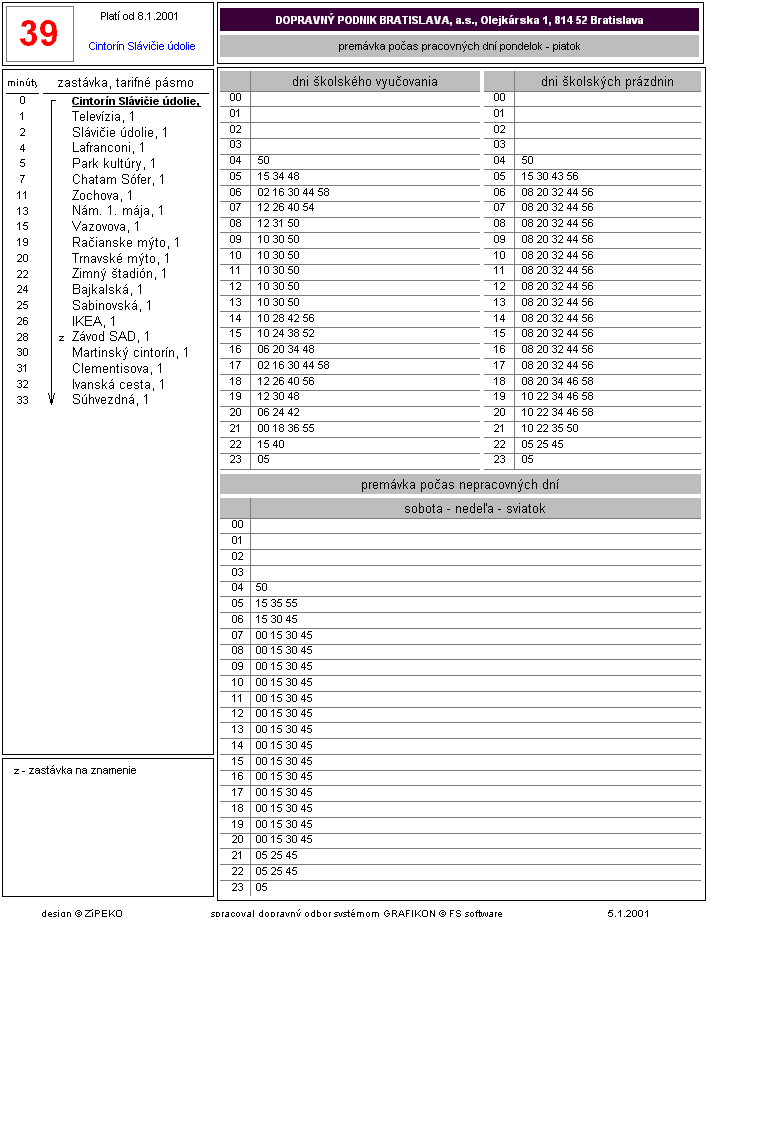 39
Platí od 8.1.2001
Cintorín Slávičie údolie
DOPRAVNÝ PODNIK BRATISLAVA, a.s., Olejkárska 1, 814 52 Bratislava
premávka počas pracovných dní pondelok - piatok
minúty zastávka, tarifné pásmo
0 Cintorín Slávičie údolie,
1 Televízia, 1
2 Slávičie údolie, 1
4 Lafranconi, 1
5 Park kultúry, 1
7 Chatam Sófer, 1
11 Zochova, 1
13 Nám. 1. mája, 1
15 Vazovova, 1
19 Račianske mýto, 1
20 Trnavské mýto, 1
22 Zimný štadión, 1
24 Bajkalská, 1
25 Sabinovská, 1
26 IKEA, 1
28 z Závod SAD, 1
30 Martinský cintorín, 1
31 Clementisova, 1
32 Ivanská cesta, 1
33 Súhvezdná, 1
z - zastávka na znamenie
dni školského vyučovania
00
01
02
03
04 50
05 15 34 48
06 02 16 30 44 58
07 12 26 40 54
08 12 31 50
09 10 30 50
10 10 30 50
11 10 30 50
12 10 30 50
13 10 30 50
14 10 28 42 56
15 10 24 38 52
16 06 20 34 48
17 02 16 30 44 58
18 12 26 40 56
19 12 30 48
20 06 24 42
21 00 18 36 55
22 15 40
23 05
dni školských prázdnin
00
01
02
03
04 50
05 15 30 43 56
06 08 20 32 44 56
07 08 20 32 44 56
08 08 20 32 44 56
09 08 20 32 44 56
10 08 20 32 44 56
11 08 20 32 44 56
12 08 20 32 44 56
13 08 20 32 44 56
14 08 20 32 44 56
15 08 20 32 44 56
16 08 20 32 44 56
17 08 20 32 44 56
18 08 20 34 46 58
19 10 22 34 46 58
20 10 22 34 46 58
21 10 22 35 50
22 05 25 45
23 05
premávka počas nepracovných dní
sobota - nedeľa - sviatok
00
01
02
03
04 50
05 15 35 55
06 15 30 45
07 00 15 30 45
08 00 15 30 45
09 00 15 30 45
10 00 15 30 45
11 00 15 30 45
12 00 15 30 45
13 00 15 30 45
14 00 15 30 45
15 00 15 30 45
16 00 15 30 45
17 00 15 30 45
18 00 15 30 45
19 00 15 30 45
20 00 15 30 45
21 05 25 45
22 05 25 45
23 05
design © ZíPEKO spracoval dopravný odbor systémom GRAFIKON © FS software 5.1.2001